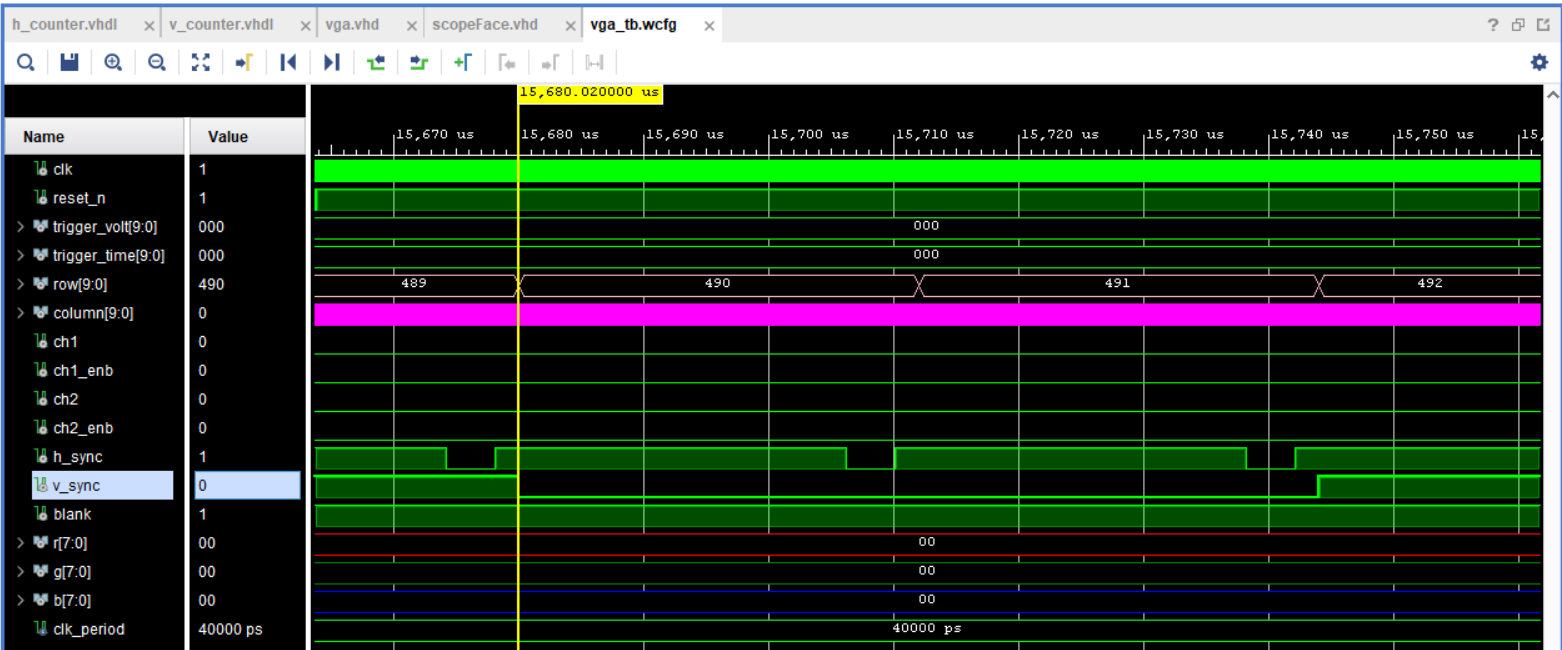 h_counter.vhdl × v_counter.vhdl × vga.vhd × scopeFace.vhd × vga_tb.wcfg × ?
15,680.020000 us
Name Value 15,670 us 15,680 us 15,690 us 15,700 us 15,710 us 15,720 us 15,730 us 15,740 us 15,750 us 15,
clk 1
reset_n 1
trigger_volt[9:0] 000 000
trigger_time[9:0] 000 000
row[9:0] 490 489 490 491 492
column[9:0] 0
ch1 0
ch1_enb 0
ch2 0
ch2_enb 0
h_sync 1
v_sync 0
blank 1
r[7:0] 00 00
g[7:0] 00 00
b[7:0] 00 00
clk_period 40000 ps 40000 ps